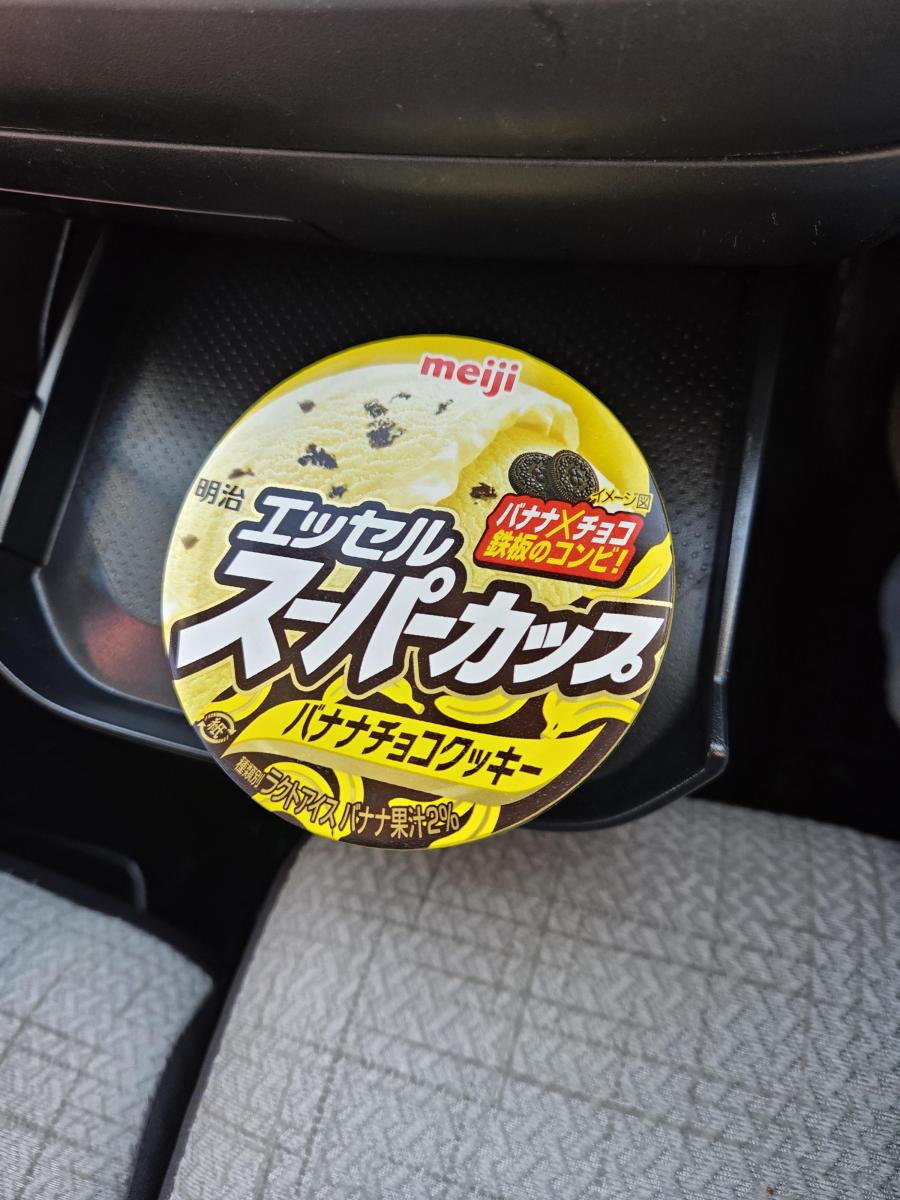 meiji
イメージ図
バナナ×チョコ
鉄板のコンビ!
明治
エッセル
スーパーカップ
バナナチョコクッキー
紙
種類別 ラクトアイス バナナ果汁2%